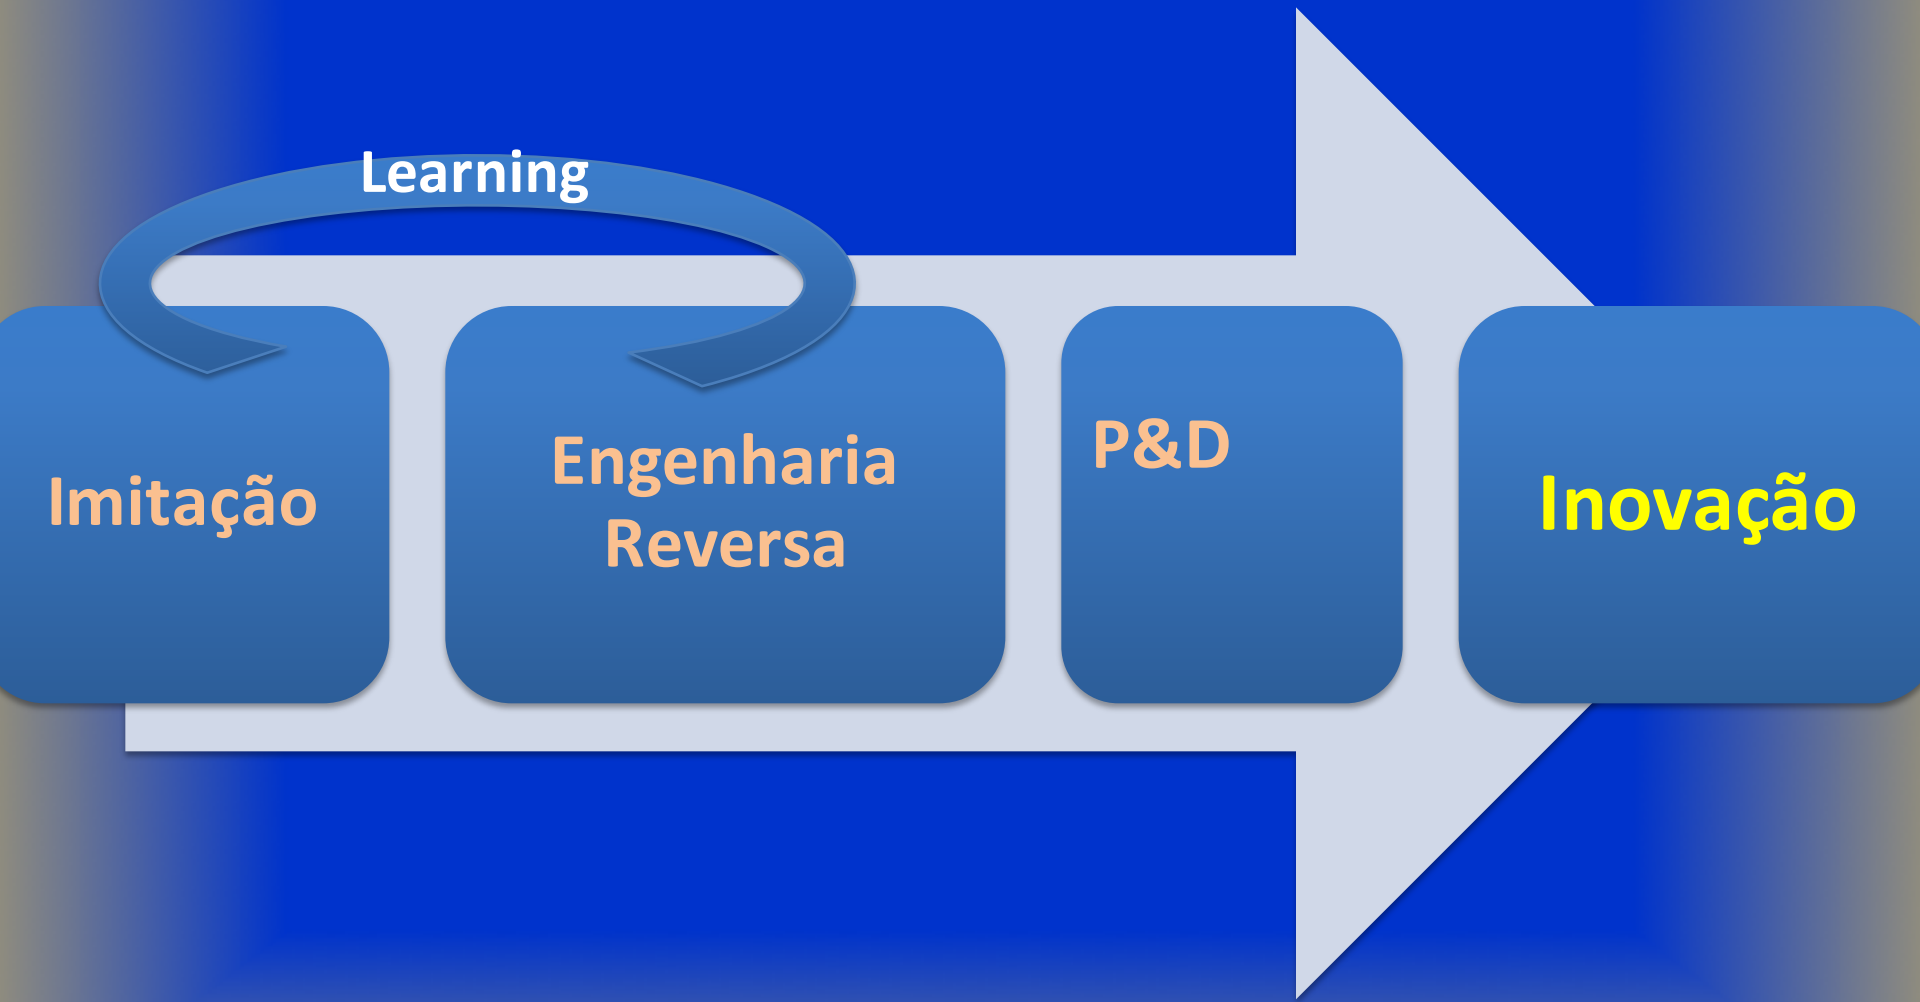 Learning
Imitação
Engenharia
Reversa
P&D
Inovação